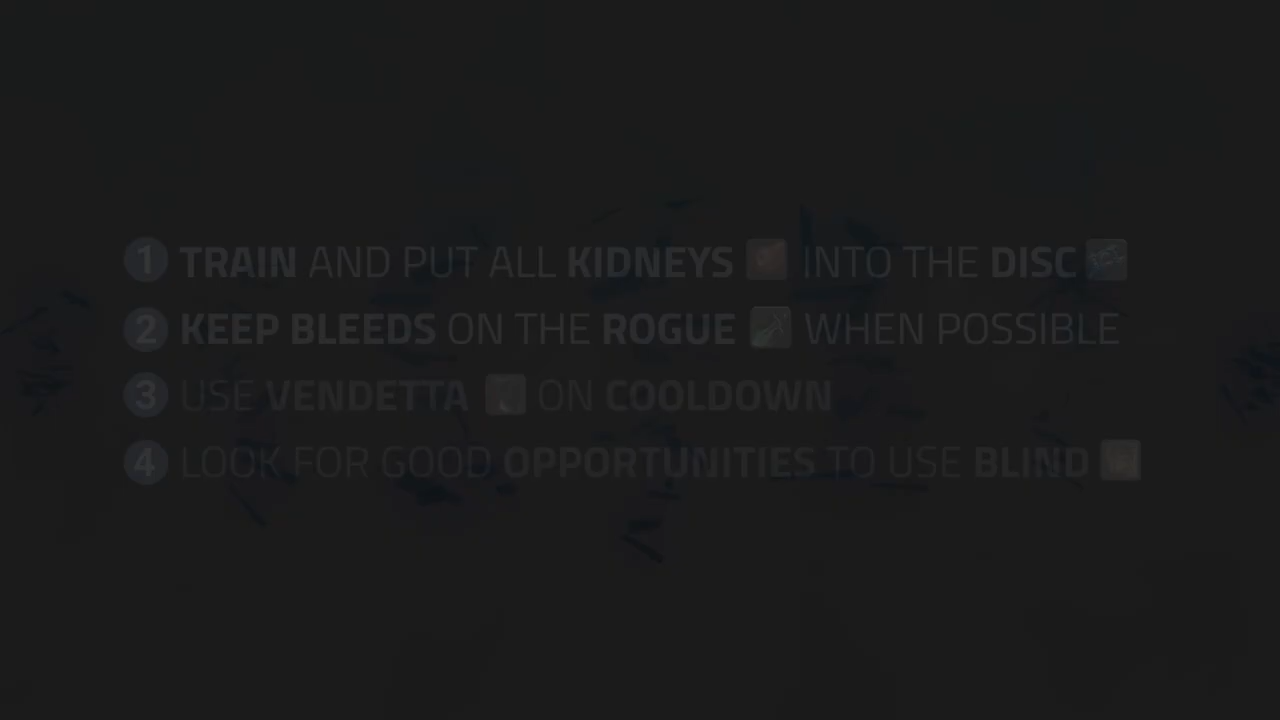 1 TRAIN AND PUT ALL KIDNEYS INTO THE DISC
2 KEEP BLEEDS ON THE ROGUE WHEN POSSIBLE
3 USE VENDETTA ON COOLDOWN
4 LOOK FOR GOOD OPPORTUNITIES TO USE BLIND